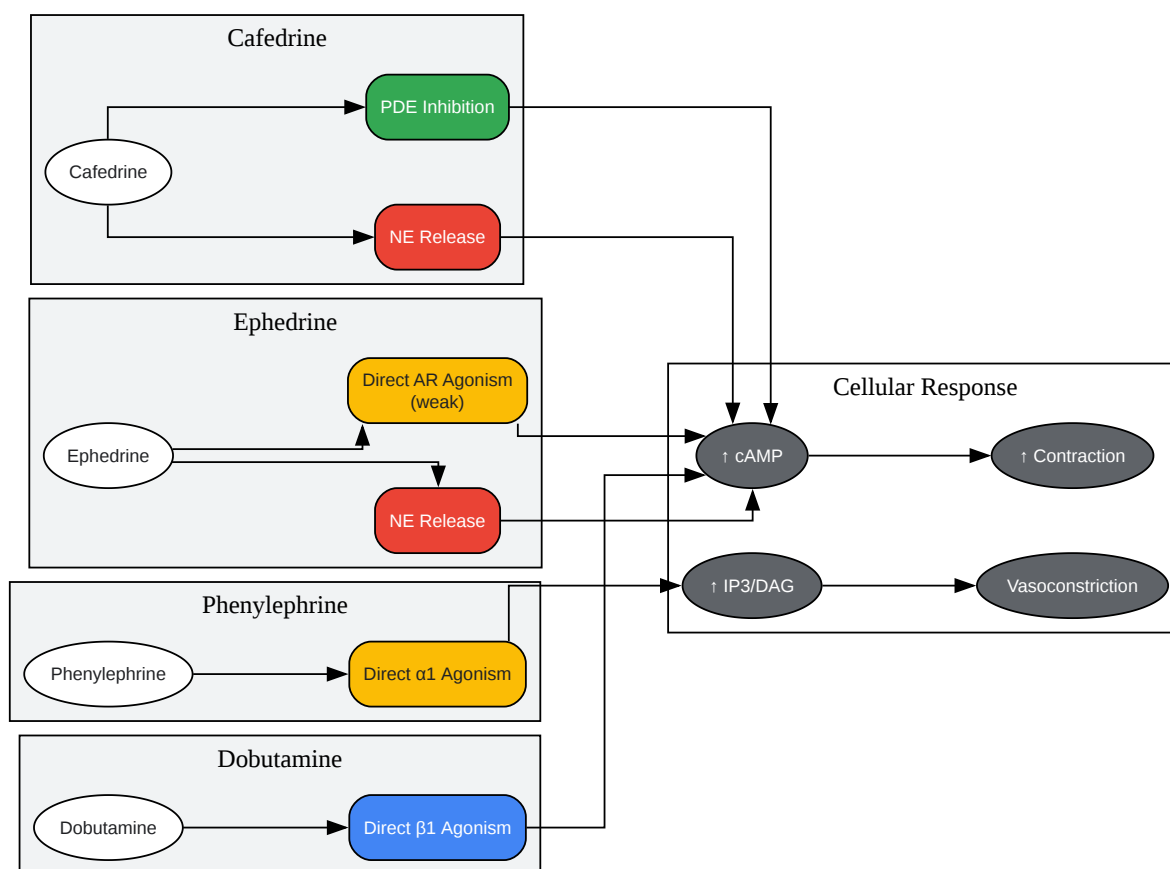 Cafedrine
PDE Inhibition
Cafedrine
NE Release
Ephedrine
Direct AR Agonism
(weak)
Ephedrine
NE Release
Cellular Response
↑ cAMP
↑ Contraction
↑ IP3/DAG
Vasoconstriction
Phenylephrine
Phenylephrine
Direct α1 Agonism
Dobutamine
Dobutamine
Direct β1 Agonism